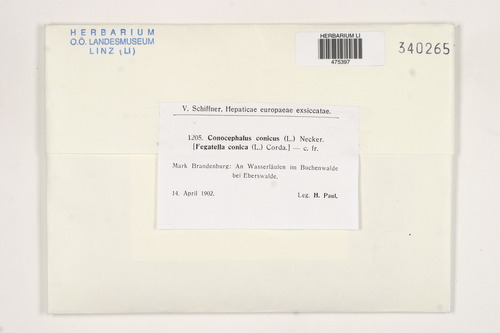 HERBARIUM
O.Ö. LANDESMUSEUM
LINZ (LI)
HERBARIUM LI
475397
340265
V. Schiffner, Hepaticae europaeae exsiccatae.
1205. Conocephalus conicus (L.) Necker.
[Fegatella conica (L.) Corda.] — c. fr.
Mark Brandenburg: An Wasserläufen im Buchenwalde
bei Eberswalde.
14. April 1902.
Leg. H. Paul.